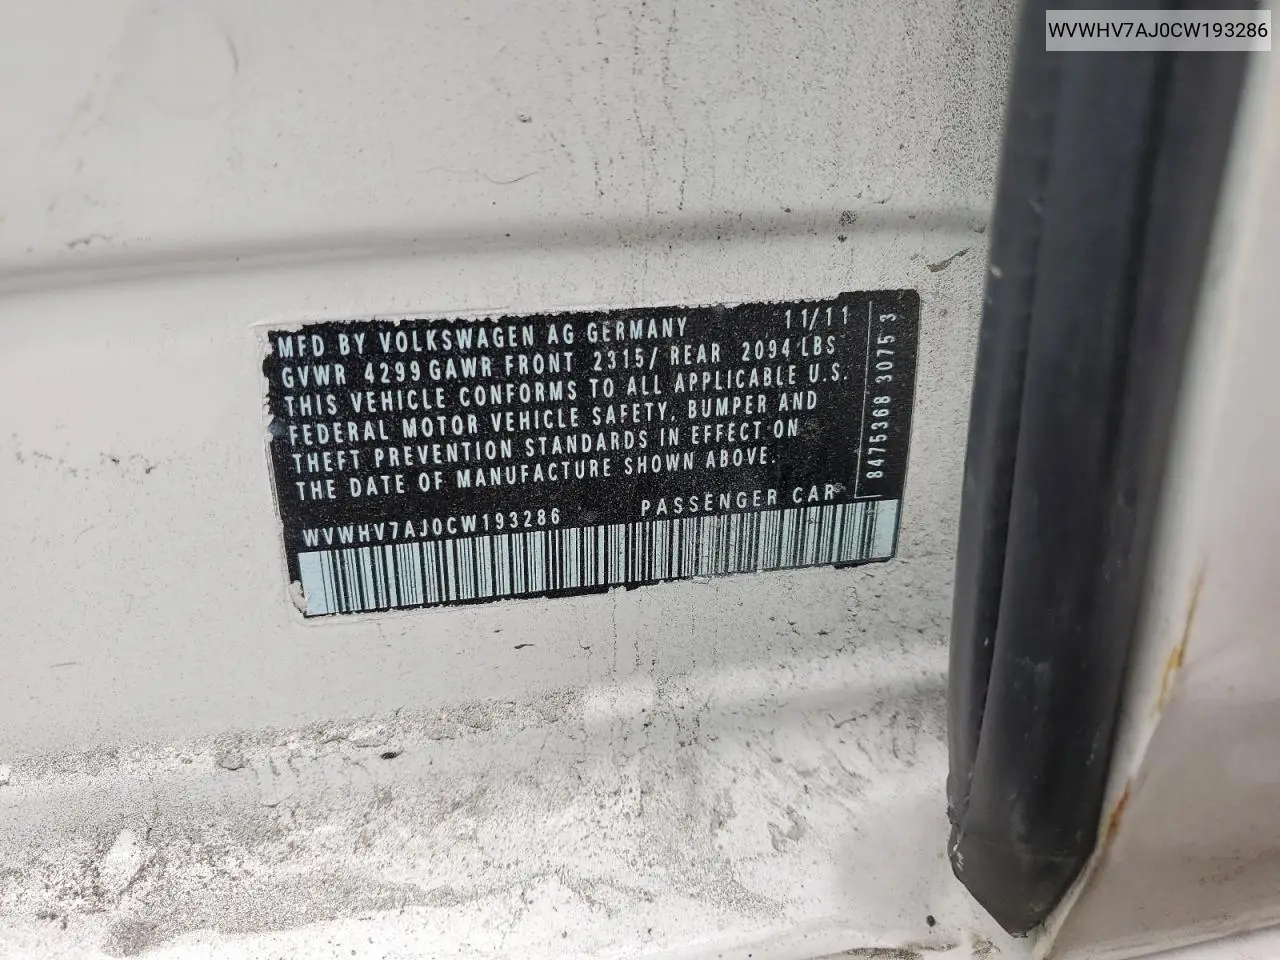 WVWHV7AJ0CW193286
MFD BY VOLKSWAGEN AG GERMANY 11/11
GVWR 4299 GAWR FRONT 2315/ REAR 2094 LBS
THIS VEHICLE CONFORMS TO ALL APPLICABLE U.S.
FEDERAL MOTOR VEHICLE SAFETY, BUMPER AND
THEFT PREVENTION STANDARDS IN EFFECT ON
THE DATE OF MANUFACTURE SHOWN ABOVE.
WVWHV7AJ0CW193286 PASSENGER CAR
8475368 3075 3